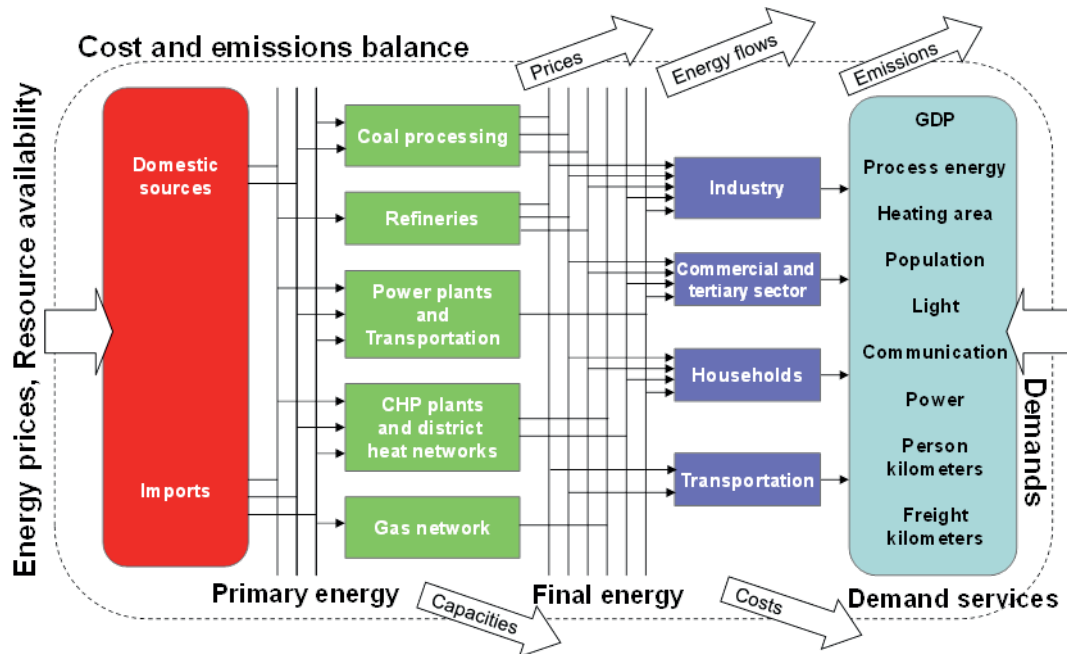 Cost and emissions balance
Prices
Energy flows
Emissions
Energy prices, Resource availability
Domestic
sources
Imports
Coal processing
Refineries
Power plants
and
Transportation
CHP plants
and district
heat networks
Gas network
Industry
Commercial and
tertiary sector
Households
Transportation
GDP
Process energy
Heating area
Population
Light
Communication
Power
Person
kilometers
Freight
kilometers
Demands
Primary energy
Capacities
Final energy
Costs
Demand services